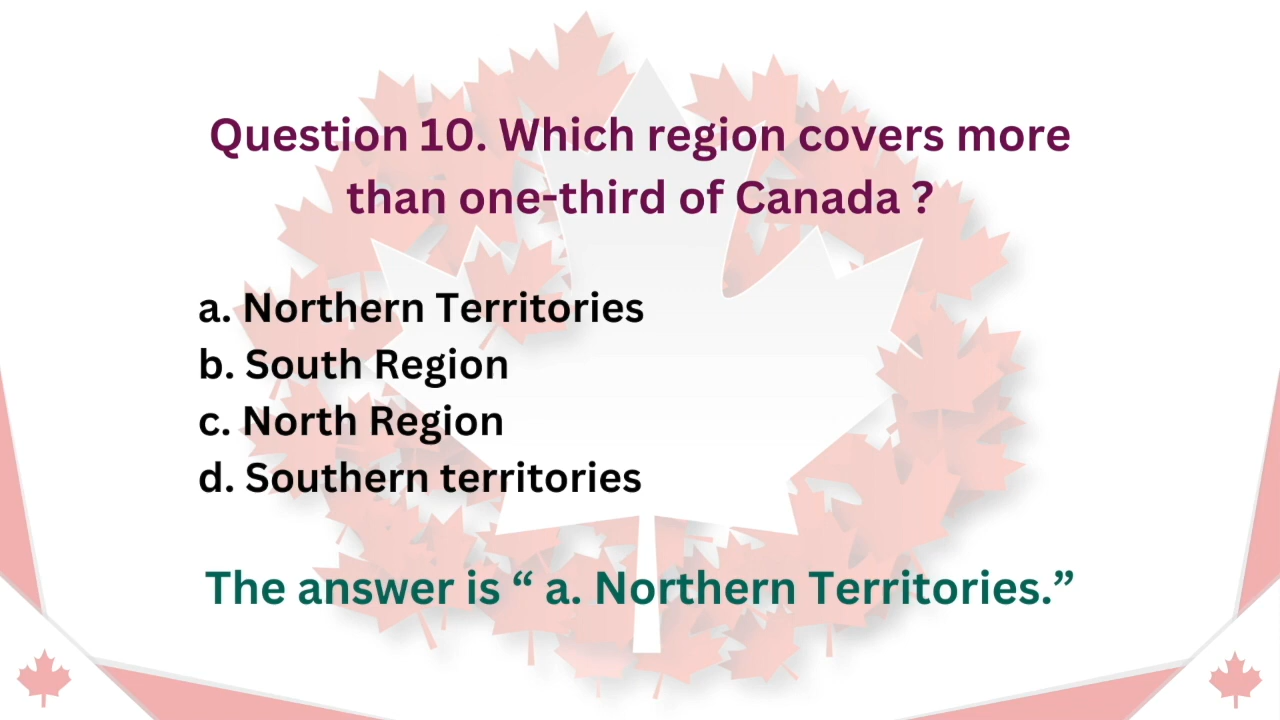 Question 10. Which region covers more
than one-third of Canada ?
a. Northern Territories
b. South Region
c. North Region
d. Southern territories
The answer is “ a. Northern Territories.”